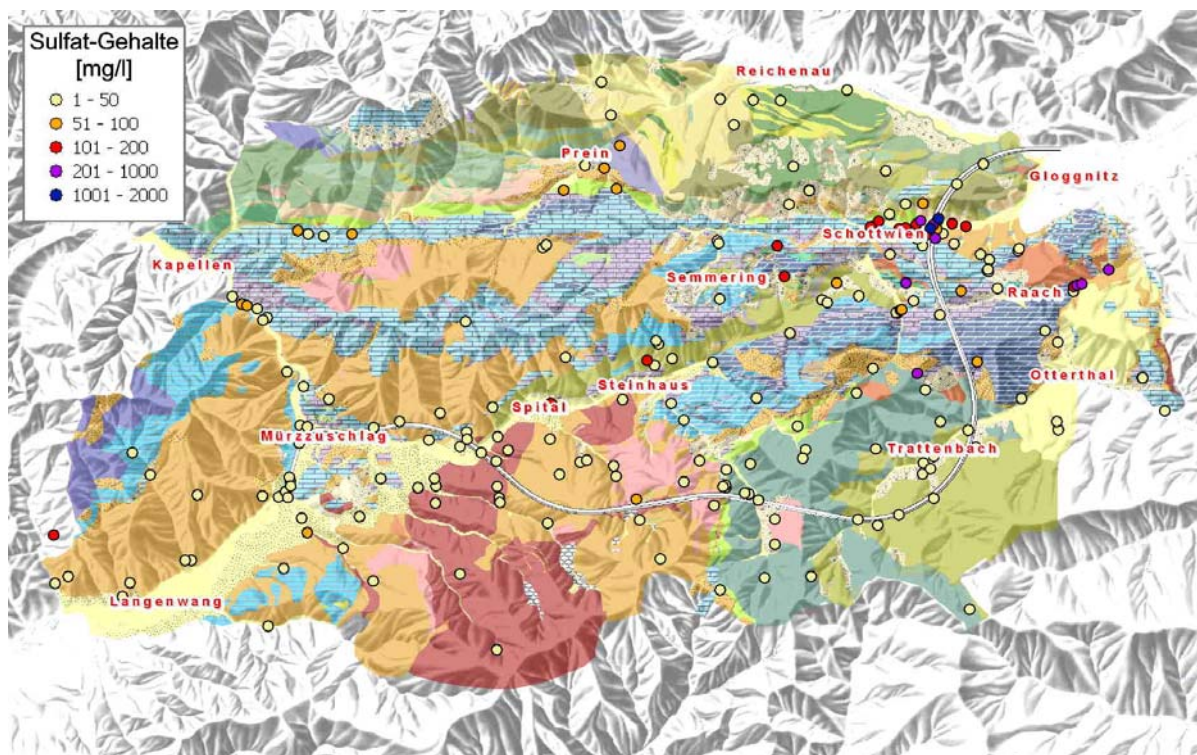 Sulfat-Gehalte
[mg/l]
1 - 50
51 - 100
101 - 200
201 - 1000
1001 - 2000
Reichenau
Prein
Gloggnitz
Schottwien
Kapellen
Semmering
Raach
Steinhaus
Otterthal
Spital
Mürzzuschlag
Trattenbach
Langenwang